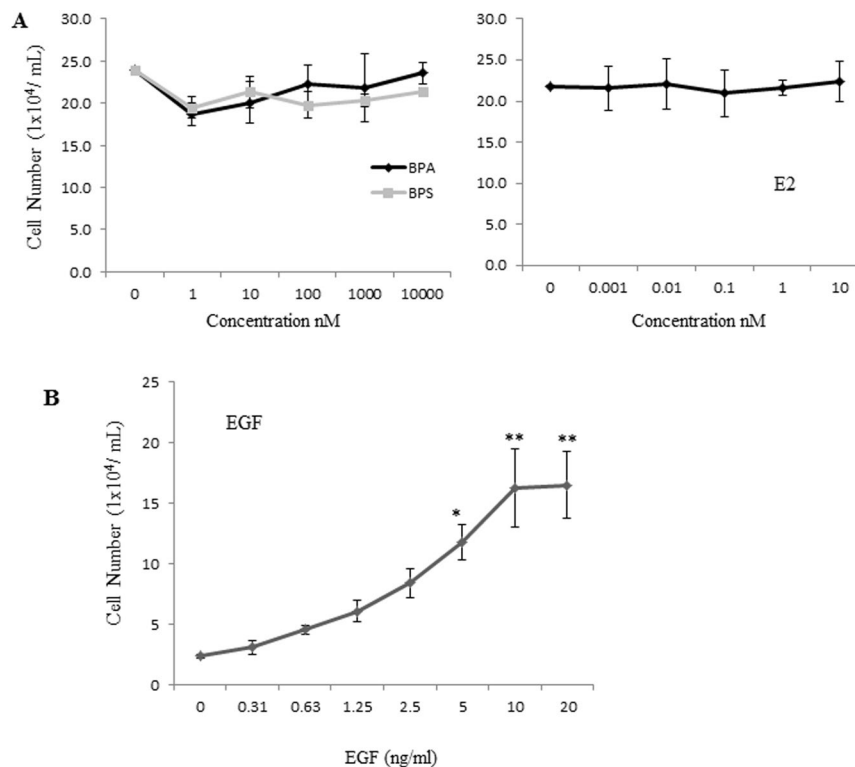 A
Cell Number (1x10⁴/ mL)
30.0
25.0
20.0
15.0
10.0
5.0
0.0
BPA
BPS
0 1 10 100 1000 10000
Concentration nM
30.0
25.0
20.0
15.0
10.0
5.0
0.0
E2
0 0.001 0.01 0.1 1 10
Concentration nM
B
Cell Number (1x10⁴/ mL)
25
20
15
10
5
0
EGF
* ** **
0 0.31 0.63 1.25 2.5 5 10 20
EGF (ng/ml)